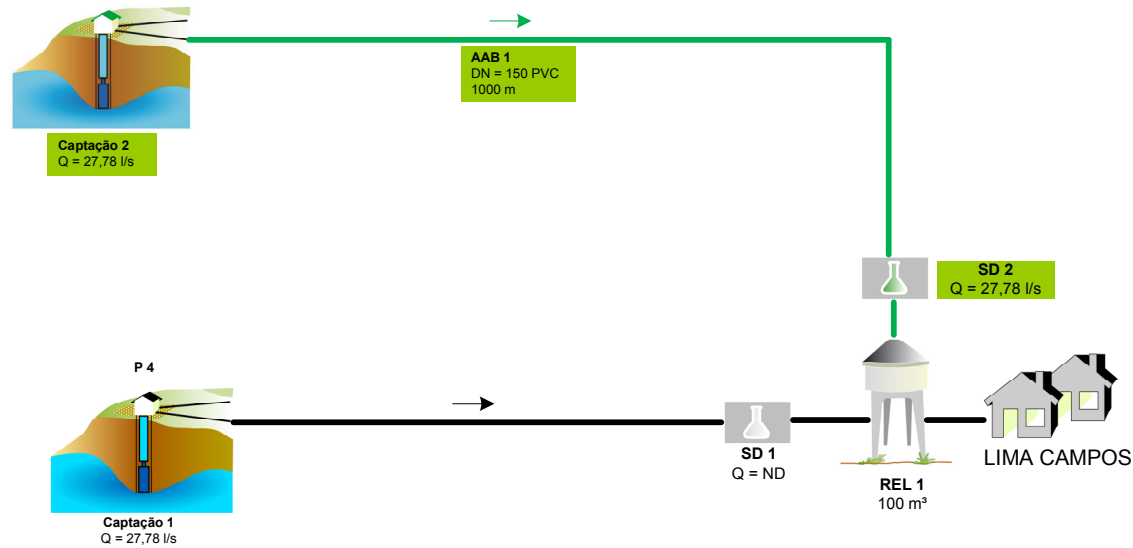 AAB 1
DN = 150 PVC
1000 m
Captação 2
Q = 27,78 l/s
SD 2
Q = 27,78 l/s
P 4
SD 1
Q = ND
REL 1
100 m³
LIMA CAMPOS
Captação 1
Q = 27,78 l/s